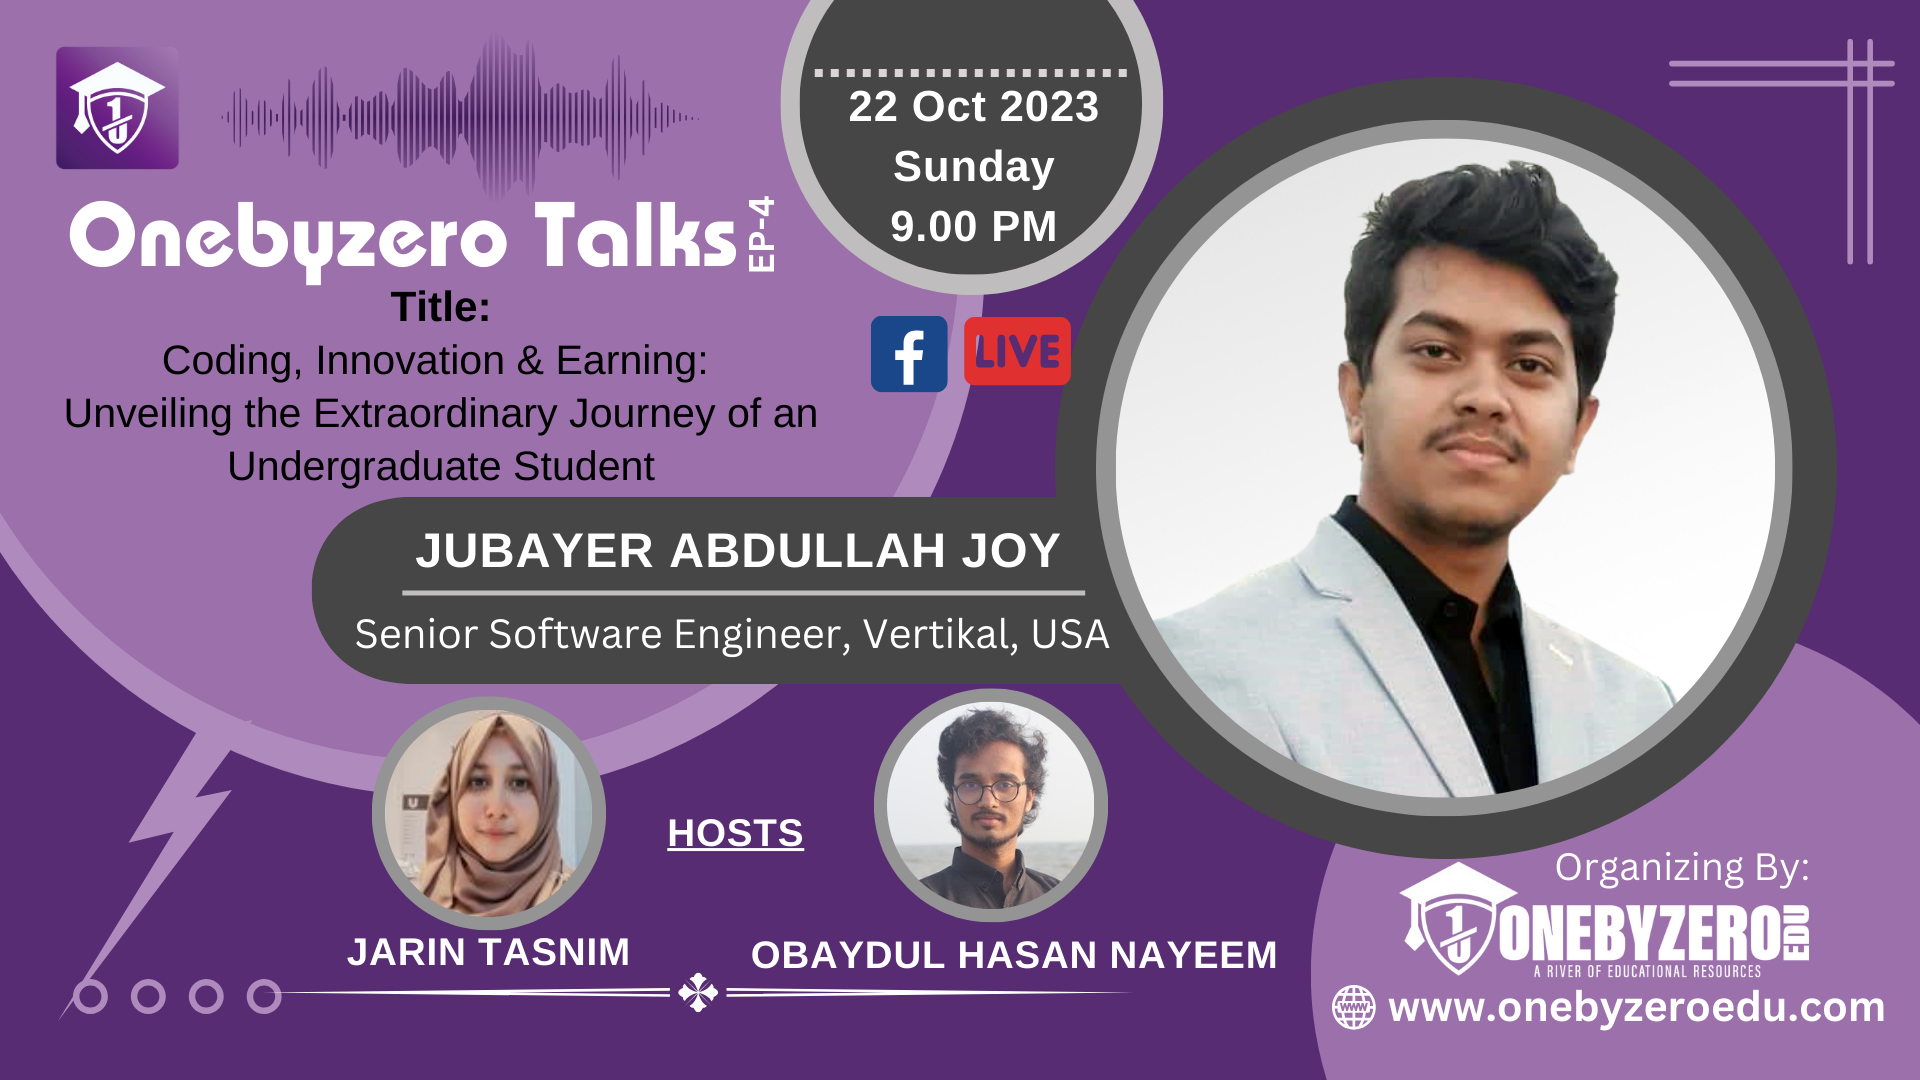 22 Oct 2023
Sunday
9.00 PM
Onebyzero Talks EP-4
Title:
Coding, Innovation & Earning:
Unveiling the Extraordinary Journey of an
Undergraduate Student
LIVE
JUBAYER ABDULLAH JOY
Senior Software Engineer, Vertikal, USA
HOSTS
JARIN TASNIM
OBAYDUL HASAN NAYEEM
Organizing By:
ONEBYZERO EDU
A RIVER OF EDUCATIONAL RESOURCES
www.onebyzeroedu.com